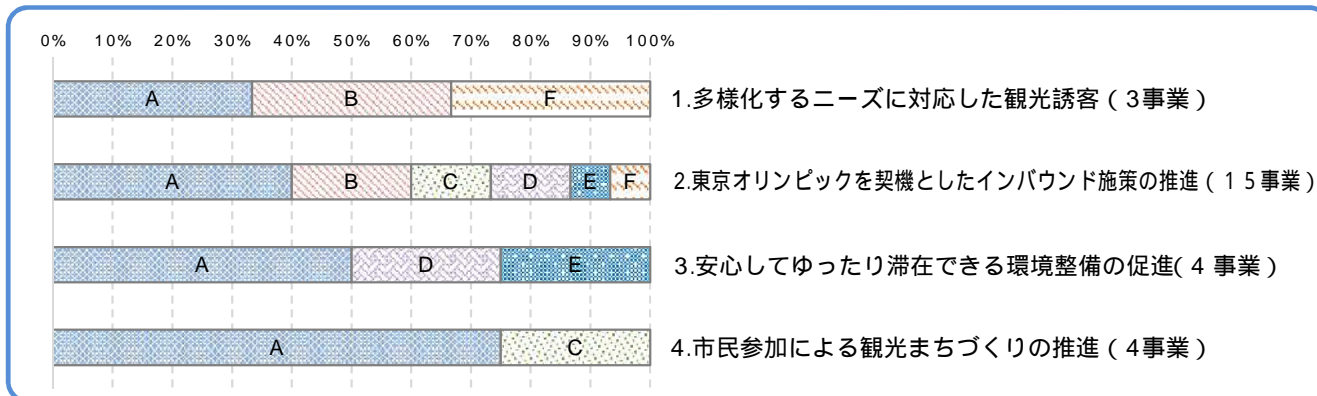 0% 10% 20% 30% 40% 50% 60% 70% 80% 90% 100%
A B F 1.多様化するニーズに対応した観光誘客(3事業)
A B C D E F 2.東京オリンピックを契機としたインバウンド施策の推進(15事業)
A D E 3.安心してゆったり滞在できる環境整備の促進(4 事業)
A C 4.市民参加による観光まちづくりの推進(4事業)